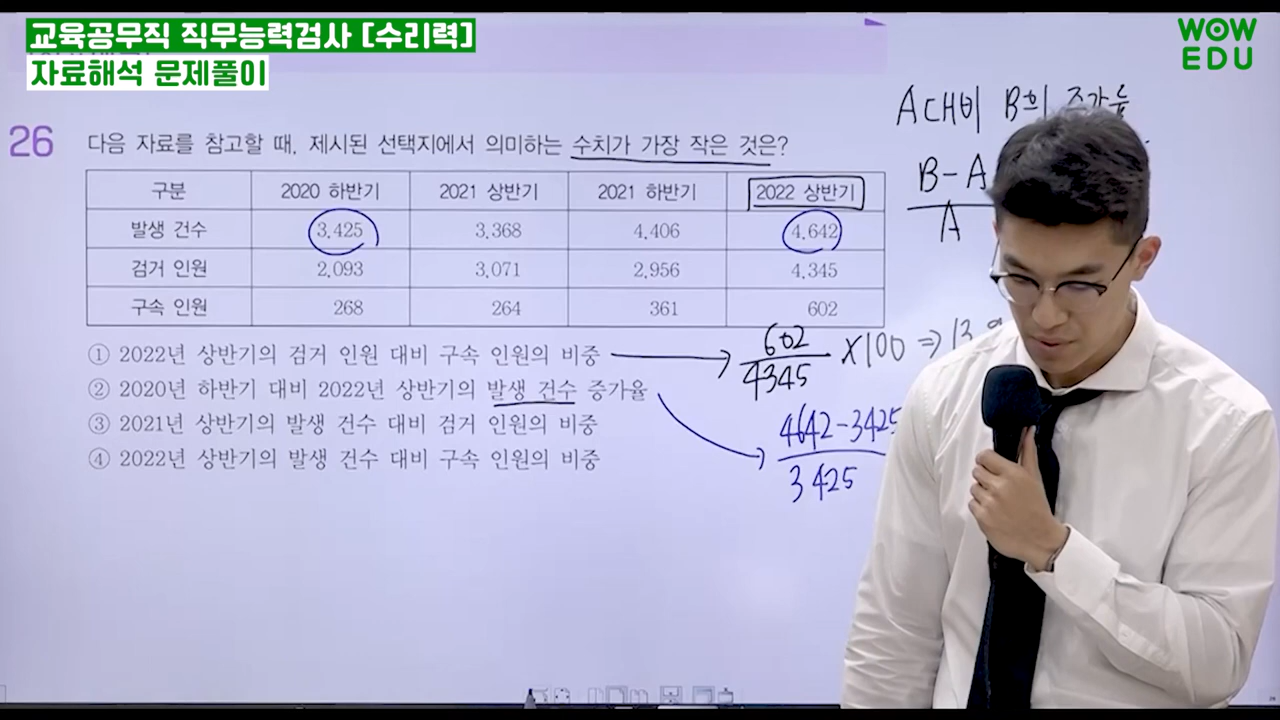 교육공무직 직무능력검사 [수리력]
자료해석 문제풀이
WOW
EDU
A대비 B의 증가율
B-A
A
26 다음 자료를 참고할 때, 제시된 선택지에서 의미하는 수치가 가장 작은 것은?
구분 2020 하반기 2021 상반기 2021 하반기 2022 상반기
발생 건수 3,425 3,368 4,406 4,642
검거 인원 2,093 3,071 2,956 4,345
구속 인원 268 264 361 602
① 2022년 상반기의 검거 인원 대비 구속 인원의 비중
602
4345
X100 ⇒ 13
② 2020년 하반기 대비 2022년 상반기의 발생 건수 증가율
③ 2021년 상반기의 발생 건수 대비 검거 인원의 비중
4642-3425
3425
④ 2022년 상반기의 발생 건수 대비 구속 인원의 비중